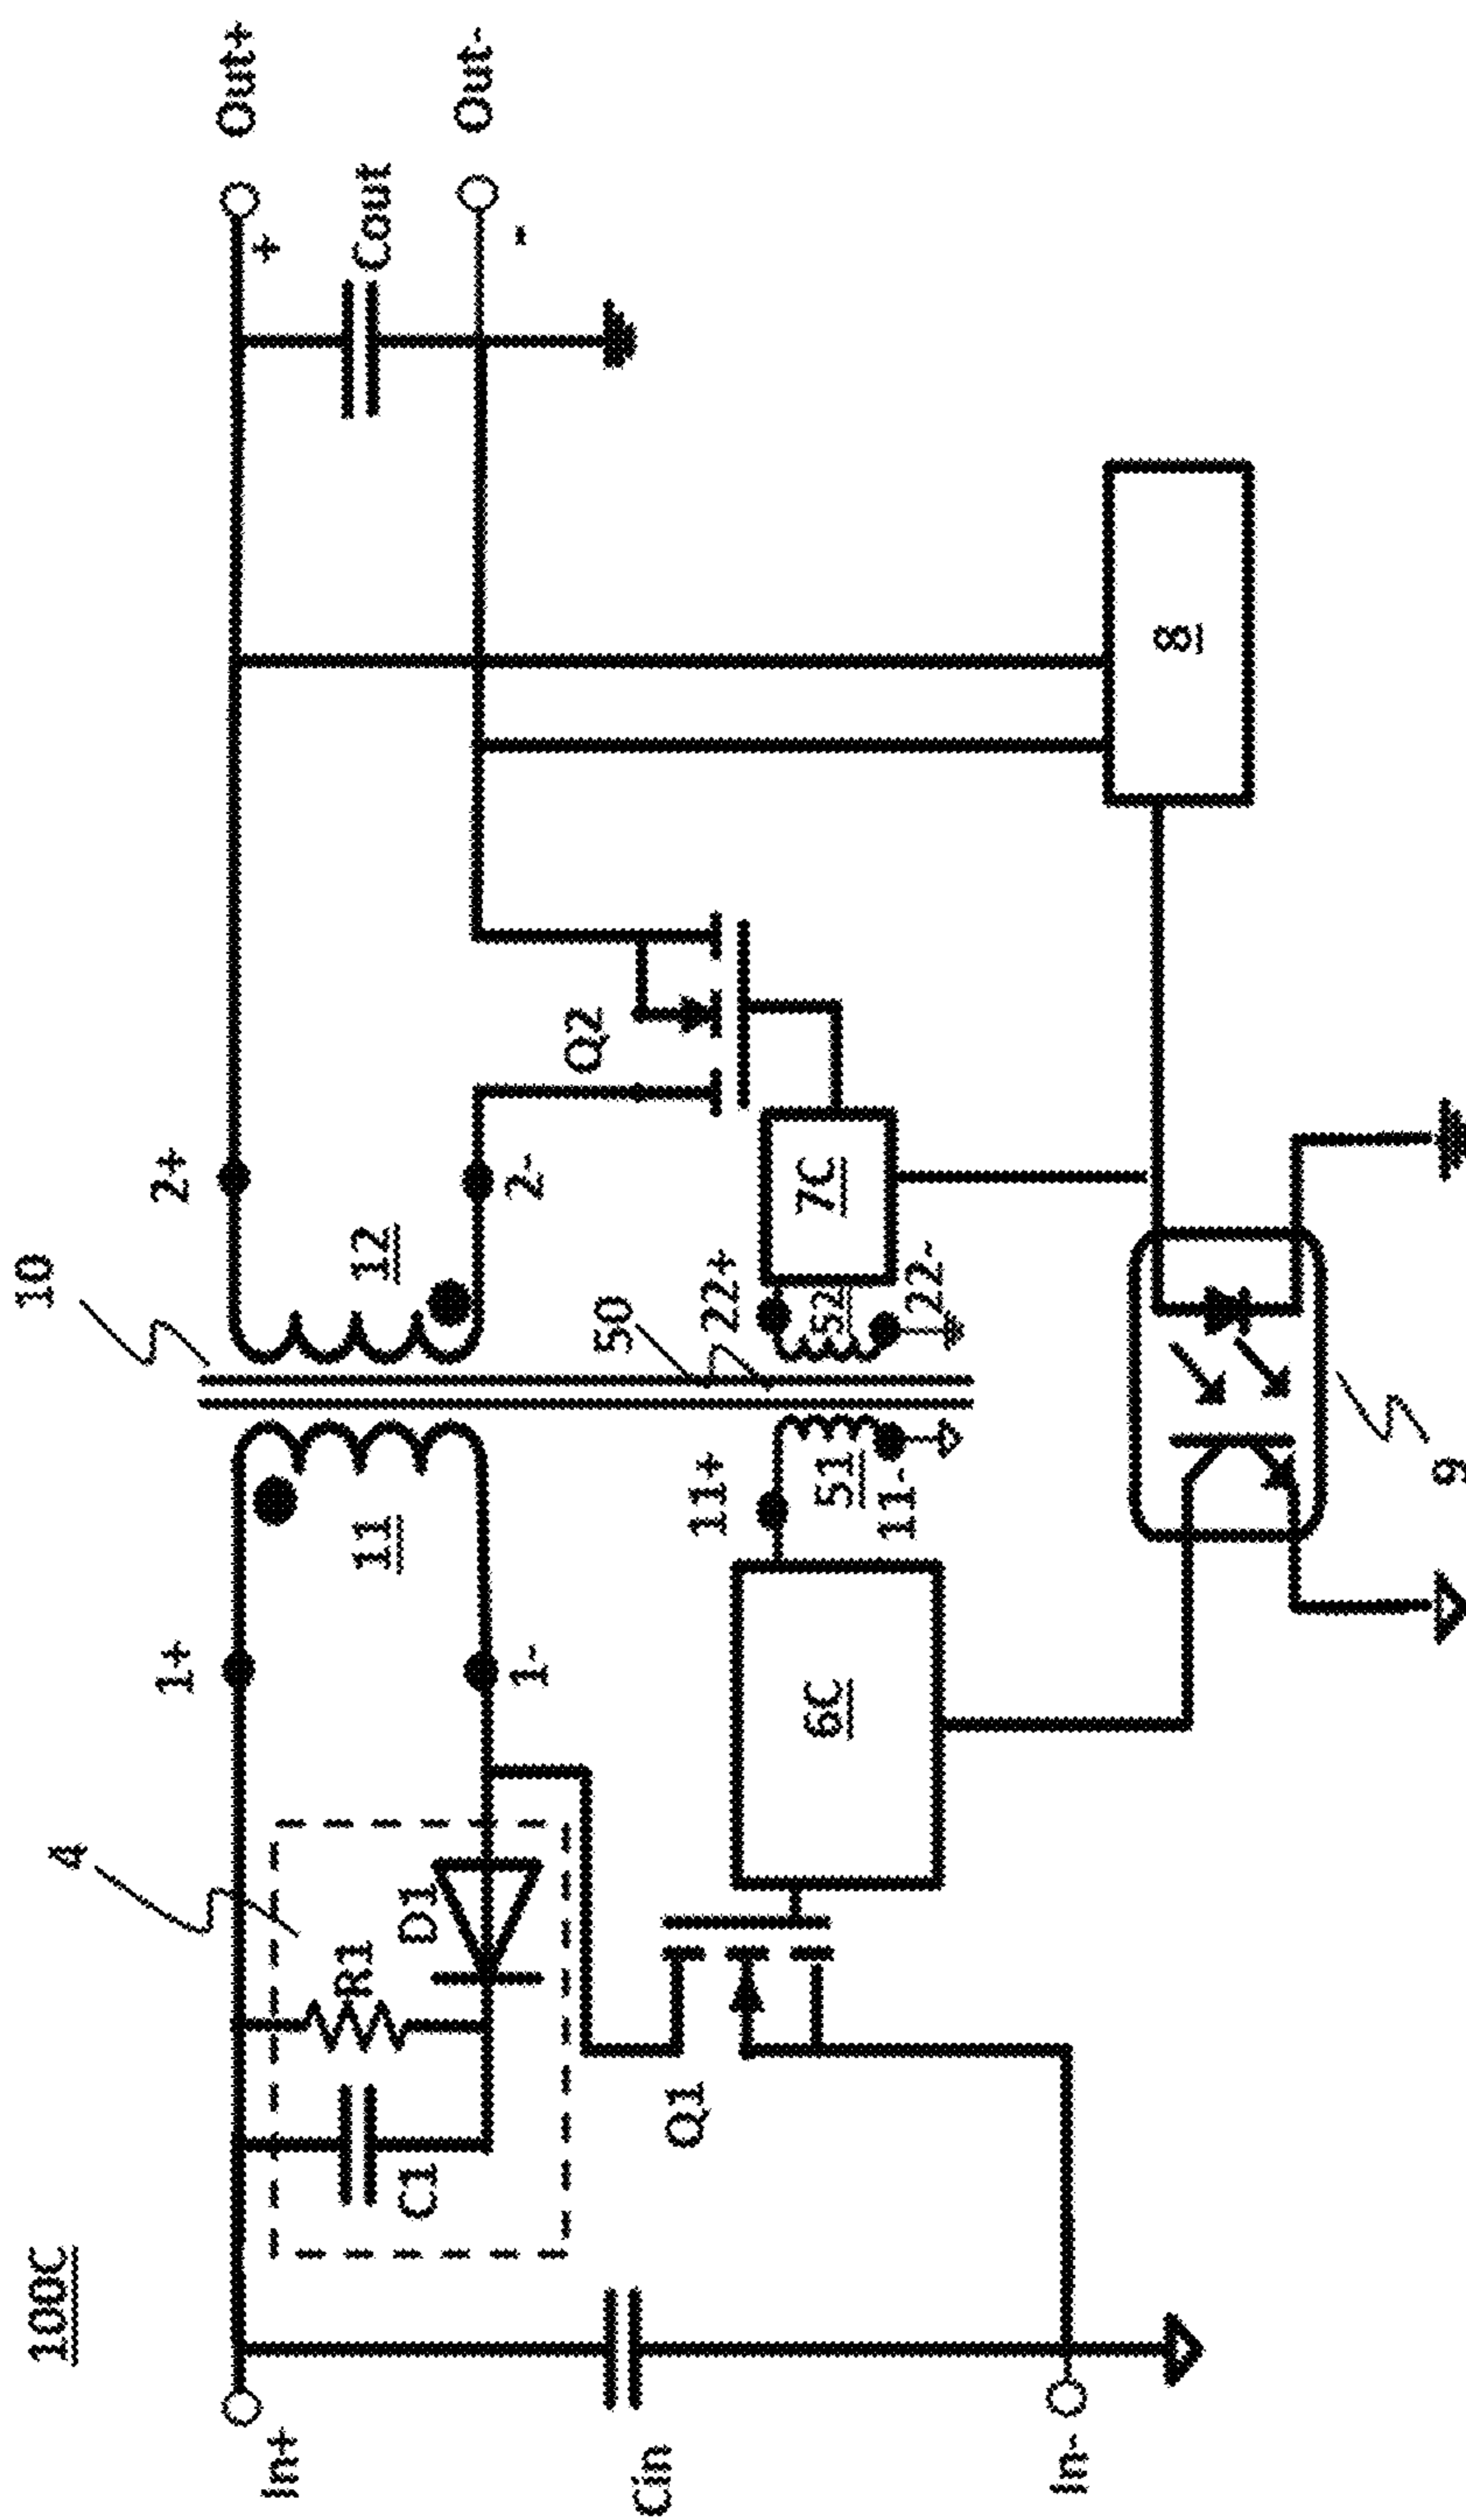 100C
10
4
In+
1+
2+
+
Out+
C1
R1
D1
11
12
Cout
1-
2-
Out-
-
Cin
Q1
Q2
50
11+
22+
6C
51
52
7C
11-
22-
In-
8
9